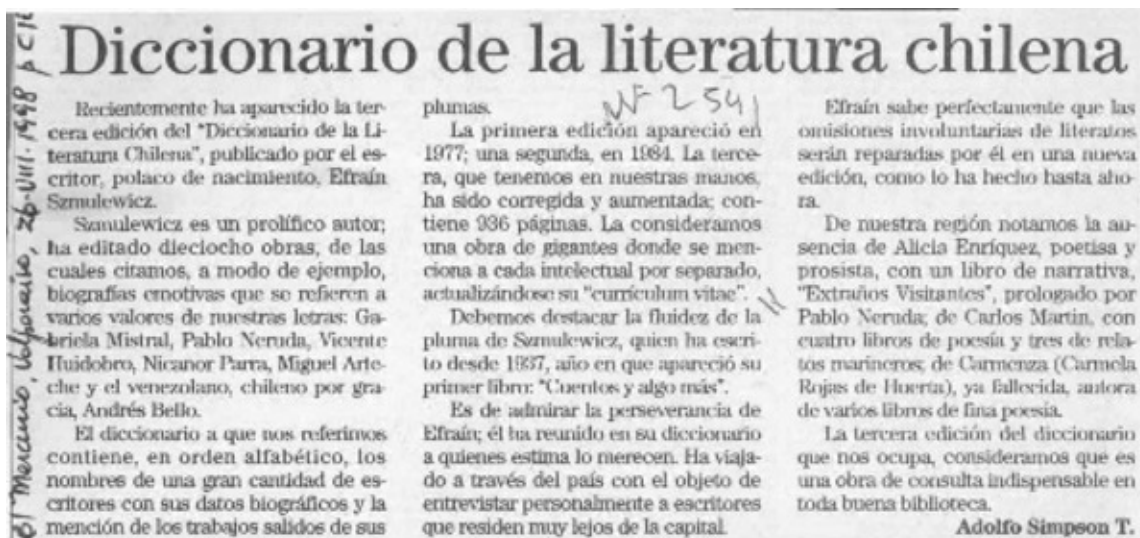 Diccionario de la literatura chilena
Recientemente ha aparecido la ter-
cera edición del "Diccionario de la Li-
teratura Chilena", publicado por el es-
critor, polaco de nacimiento, Efraín
Szmulewicz.
Szmulewicz es un prolífico autor;
ha editado dieciocho obras, de las
cuales citamos, a modo de ejemplo,
biografías emotivas que se refieren a
varios valores de nuestras letras: Ga-
briela Mistral, Pablo Neruda, Vicente
Huidobro, Nicanor Parra, Miguel Arte-
che y el venezolano, chileno por gra-
cia, Andrés Bello.
El diccionario a que nos referimos
contiene, en orden alfabético, los
nombres de una gran cantidad de es-
critores con sus datos biográficos y la
mención de los trabajos salidos de sus
plumas.
La primera edición apareció en
1977; una segunda, en 1984. La terce-
ra, que tenemos en nuestras manos,
ha sido corregida y aumentada; con-
tiene 936 páginas. La consideramos
una obra de gigantes donde se men-
ciona a cada intelectual por separado,
actualizándose su "currículum vitae".
Debemos destacar la fluidez de la
pluma de Szmulewicz, quien ha escri-
to desde 1937, año en que apareció su
primer libro: "Cuentos y algo más".
Es de admirar la perseverancia de
Efraín; él ha reunido en su diccionario
a quienes estima lo merecen. Ha viaja-
do a través del país con el objeto de
entrevistar personalmente a escritores
que residen muy lejos de la capital.
Efraín sabe perfectamente que las
omisiones involuntarias de literatos
serán reparadas por él en una nueva
edición, como lo ha hecho hasta aho-
ra.
De nuestra región notamos la au-
sencia de Alicia Enríquez, poetisa y
prosista, con un libro de narrativa,
"Extraños Visitantes", prologado por
Pablo Neruda; de Carlos Martin, con
cuatro libros de poesía y tres de rela-
tos marineros; de Carmenza (Carmela
Rojas de Huerta), ya fallecida, autora
de varios libros de fina poesía.
La tercera edición del diccionario
que nos ocupa, consideramos que es
una obra de consulta indispensable en
toda buena biblioteca.
Adolfo Simpson T.
El Mercurio, Valparaíso, 26-VIII-1998